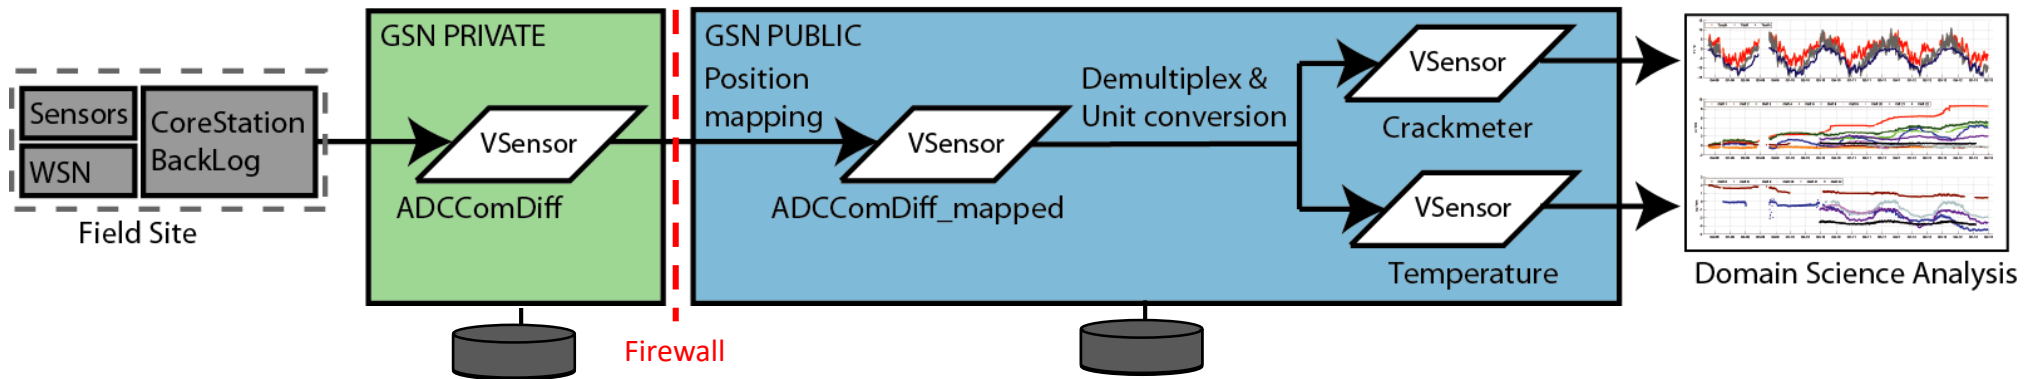 GSN PRIVATE
GSN PUBLIC
Sensors
WSN
CoreStation
BackLog
Field Site
VSensor
ADCComDiff
Firewall
Position
mapping
VSensor
ADCComDiff_mapped
Demultiplex &
Unit conversion
VSensor
Crackmeter
VSensor
Temperature
Domain Science Analysis